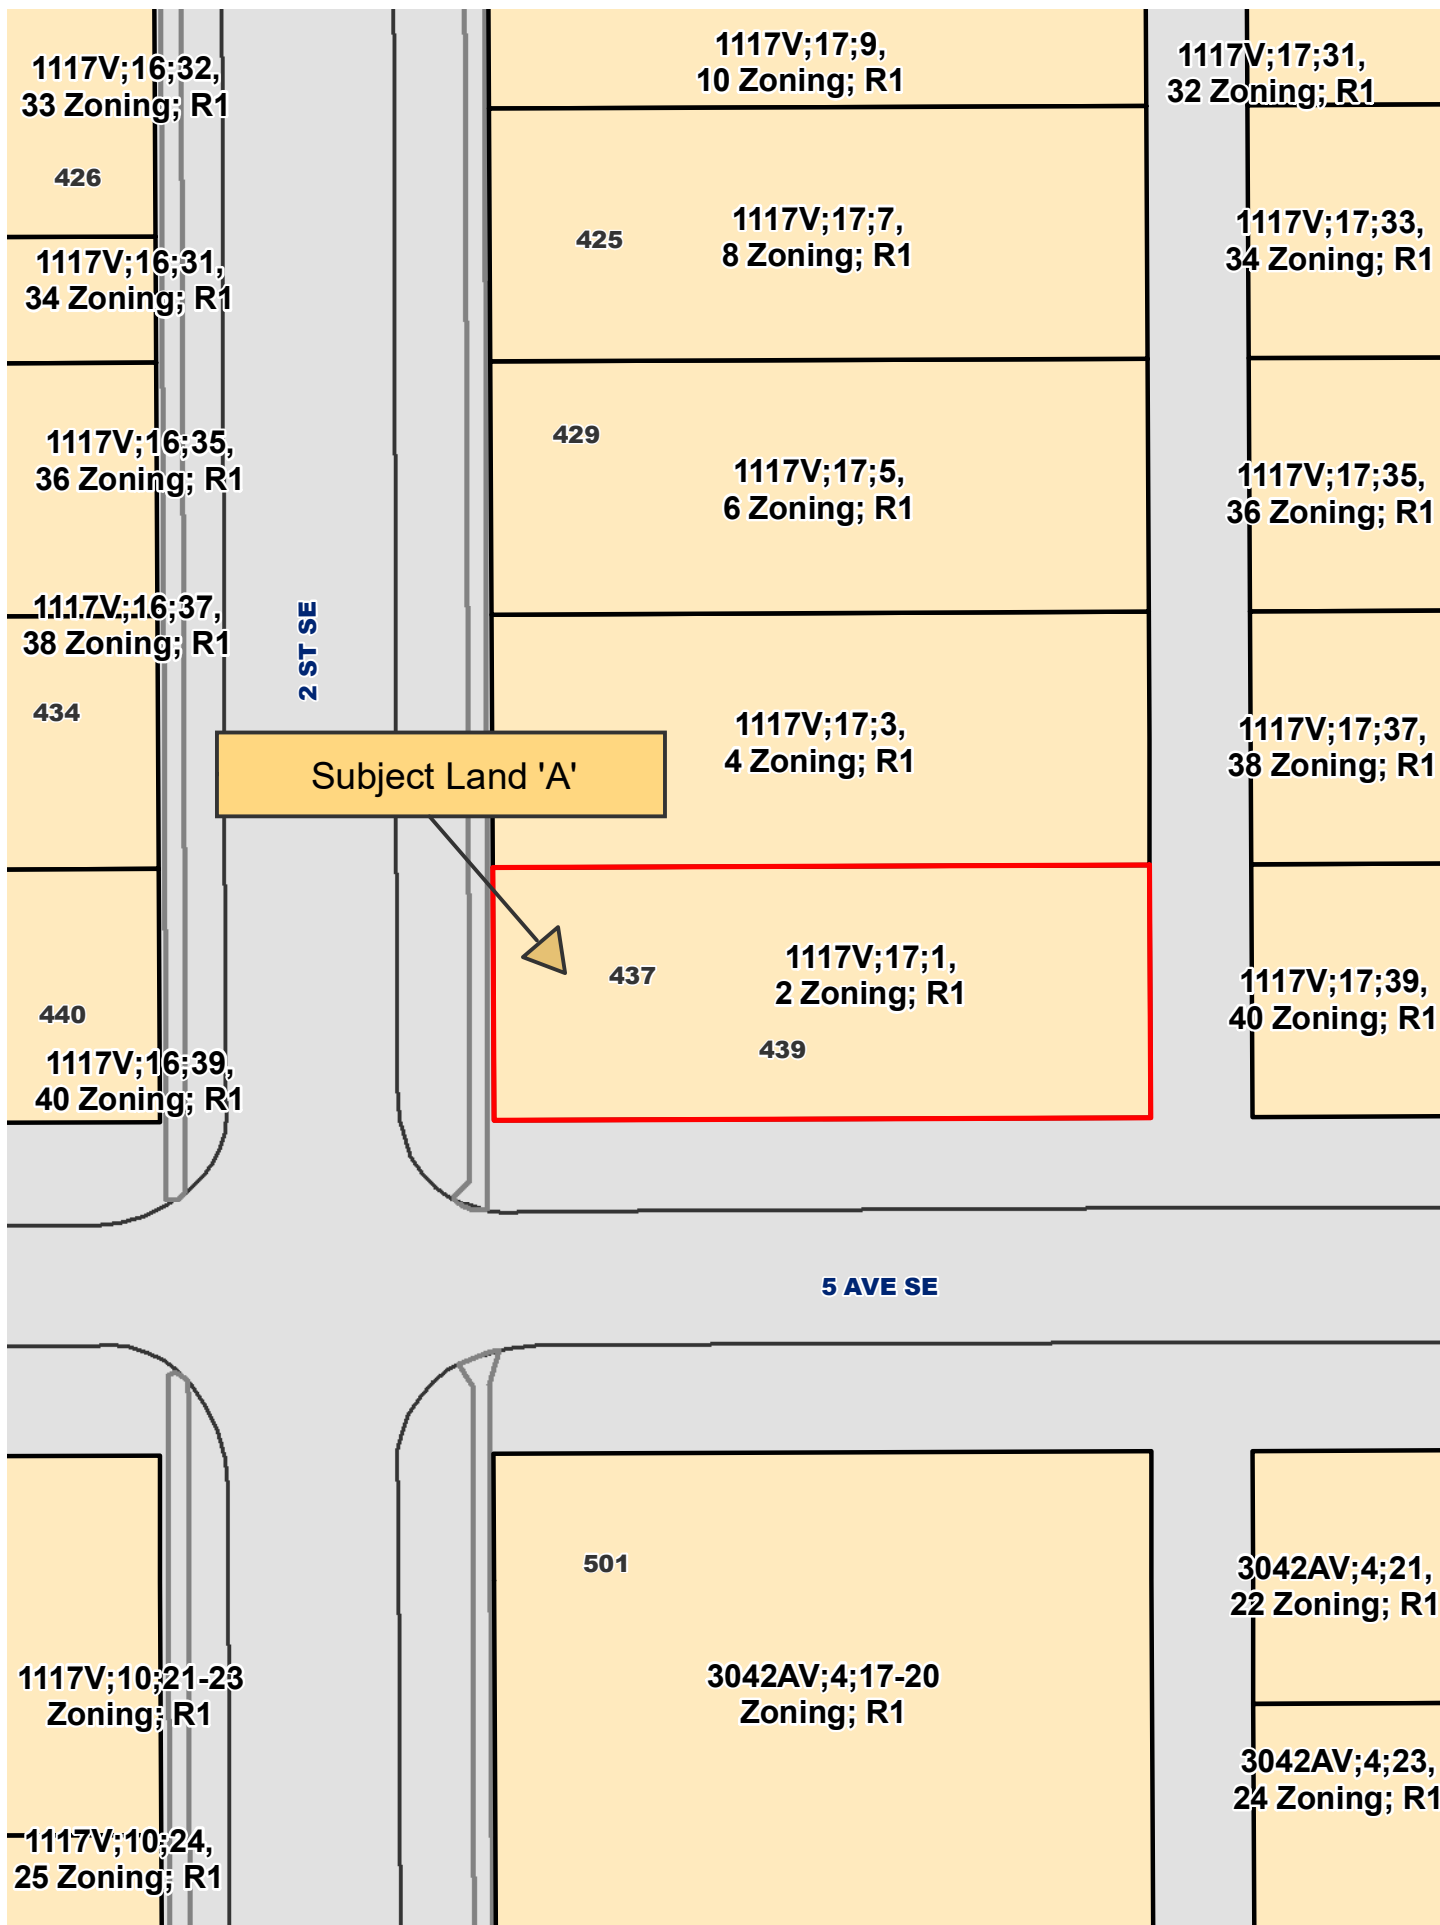 1117V;16;32,
33 Zoning; R1
426
1117V;16;31,
34 Zoning; R1
1117V;16;35,
36 Zoning; R1
1117V;16;37,
38 Zoning; R1
434
440
1117V;16;39,
40 Zoning; R1
2 ST SE
Subject Land 'A'
1117V;17;9,
10 Zoning; R1
425
1117V;17;7,
8 Zoning; R1
429
1117V;17;5,
6 Zoning; R1
1117V;17;3,
4 Zoning; R1
437
1117V;17;1,
2 Zoning; R1
439
1117V;17;31,
32 Zoning; R1
1117V;17;33,
34 Zoning; R1
1117V;17;35,
36 Zoning; R1
1117V;17;37,
38 Zoning; R1
1117V;17;39,
40 Zoning; R1
5 AVE SE
1117V;10;21-23
Zoning; R1
1117V;10;24,
25 Zoning; R1
501
3042AV;4;17-20
Zoning; R1
3042AV;4;21,
22 Zoning; R1
3042AV;4;23,
24 Zoning; R1